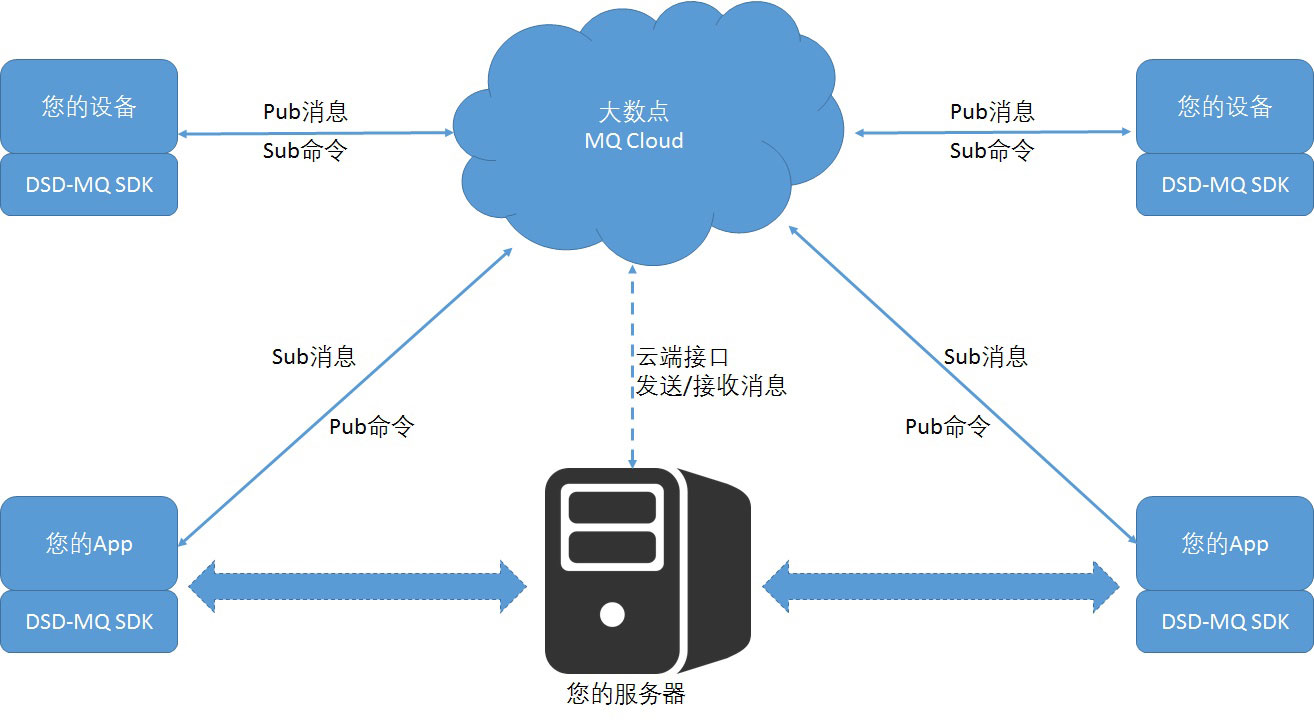 大数点
MQ Cloud
您的设备
DSD-MQ SDK
Pub消息
Sub命令
Pub消息
Sub命令
您的设备
DSD-MQ SDK
Sub消息
Pub命令
云端接口
发送/接收消息
Sub消息
Pub命令
您的App
DSD-MQ SDK
您的App
DSD-MQ SDK
您的服务器